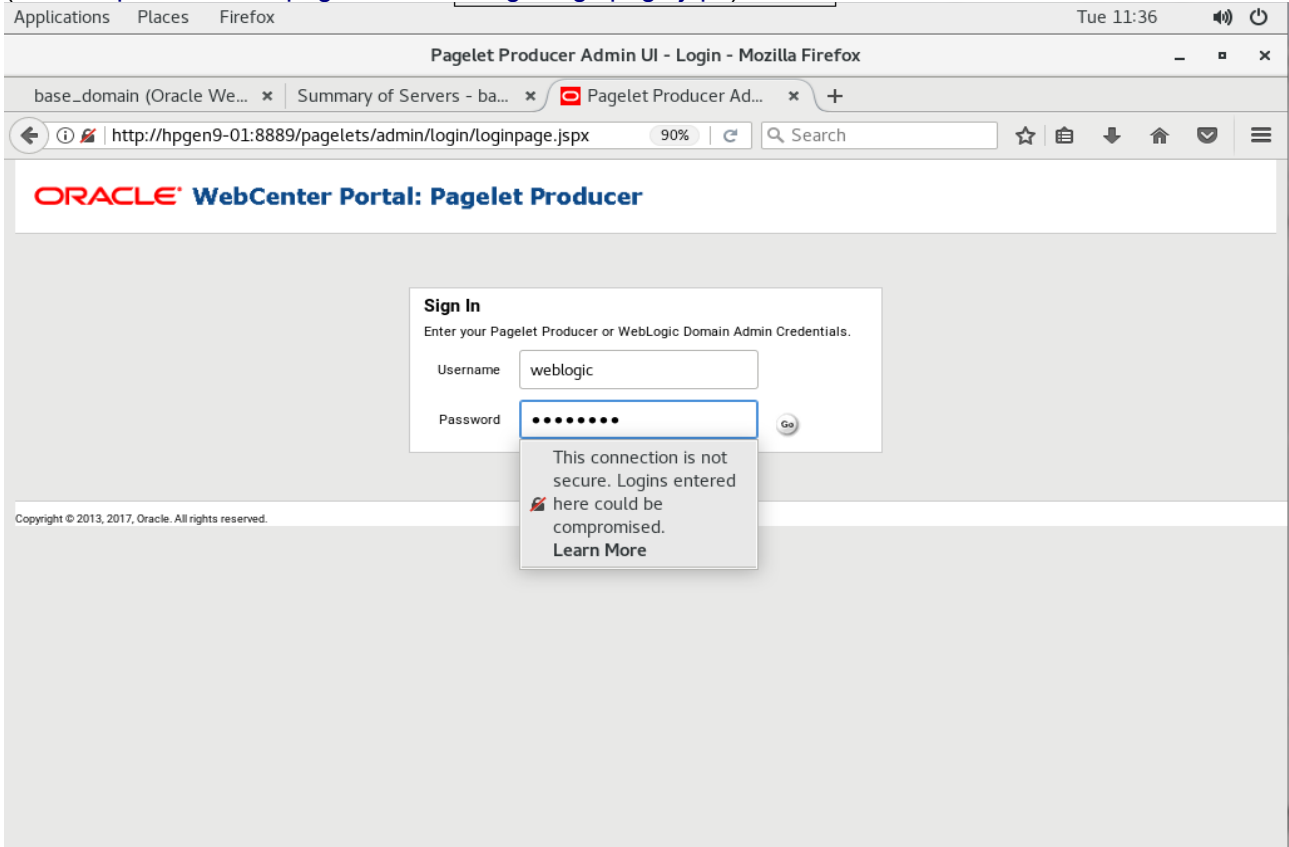 Applications Places Firefox Tue 11:36
Pagelet Producer Admin UI - Login - Mozilla Firefox
base_domain (Oracle We... Summary of Servers - ba... Pagelet Producer Ad...
http://hpgen9-01:8889/pagelets/admin/login/loginpage.jspx 90% Search
ORACLE WebCenter Portal: Pagelet Producer
Sign In
Enter your Pagelet Producer or WebLogic Domain Admin Credentials.
Username weblogic
Password •••••••• Go
This connection is not
secure. Logins entered
here could be
compromised.
Learn More
Copyright © 2013, 2017, Oracle. All rights reserved.